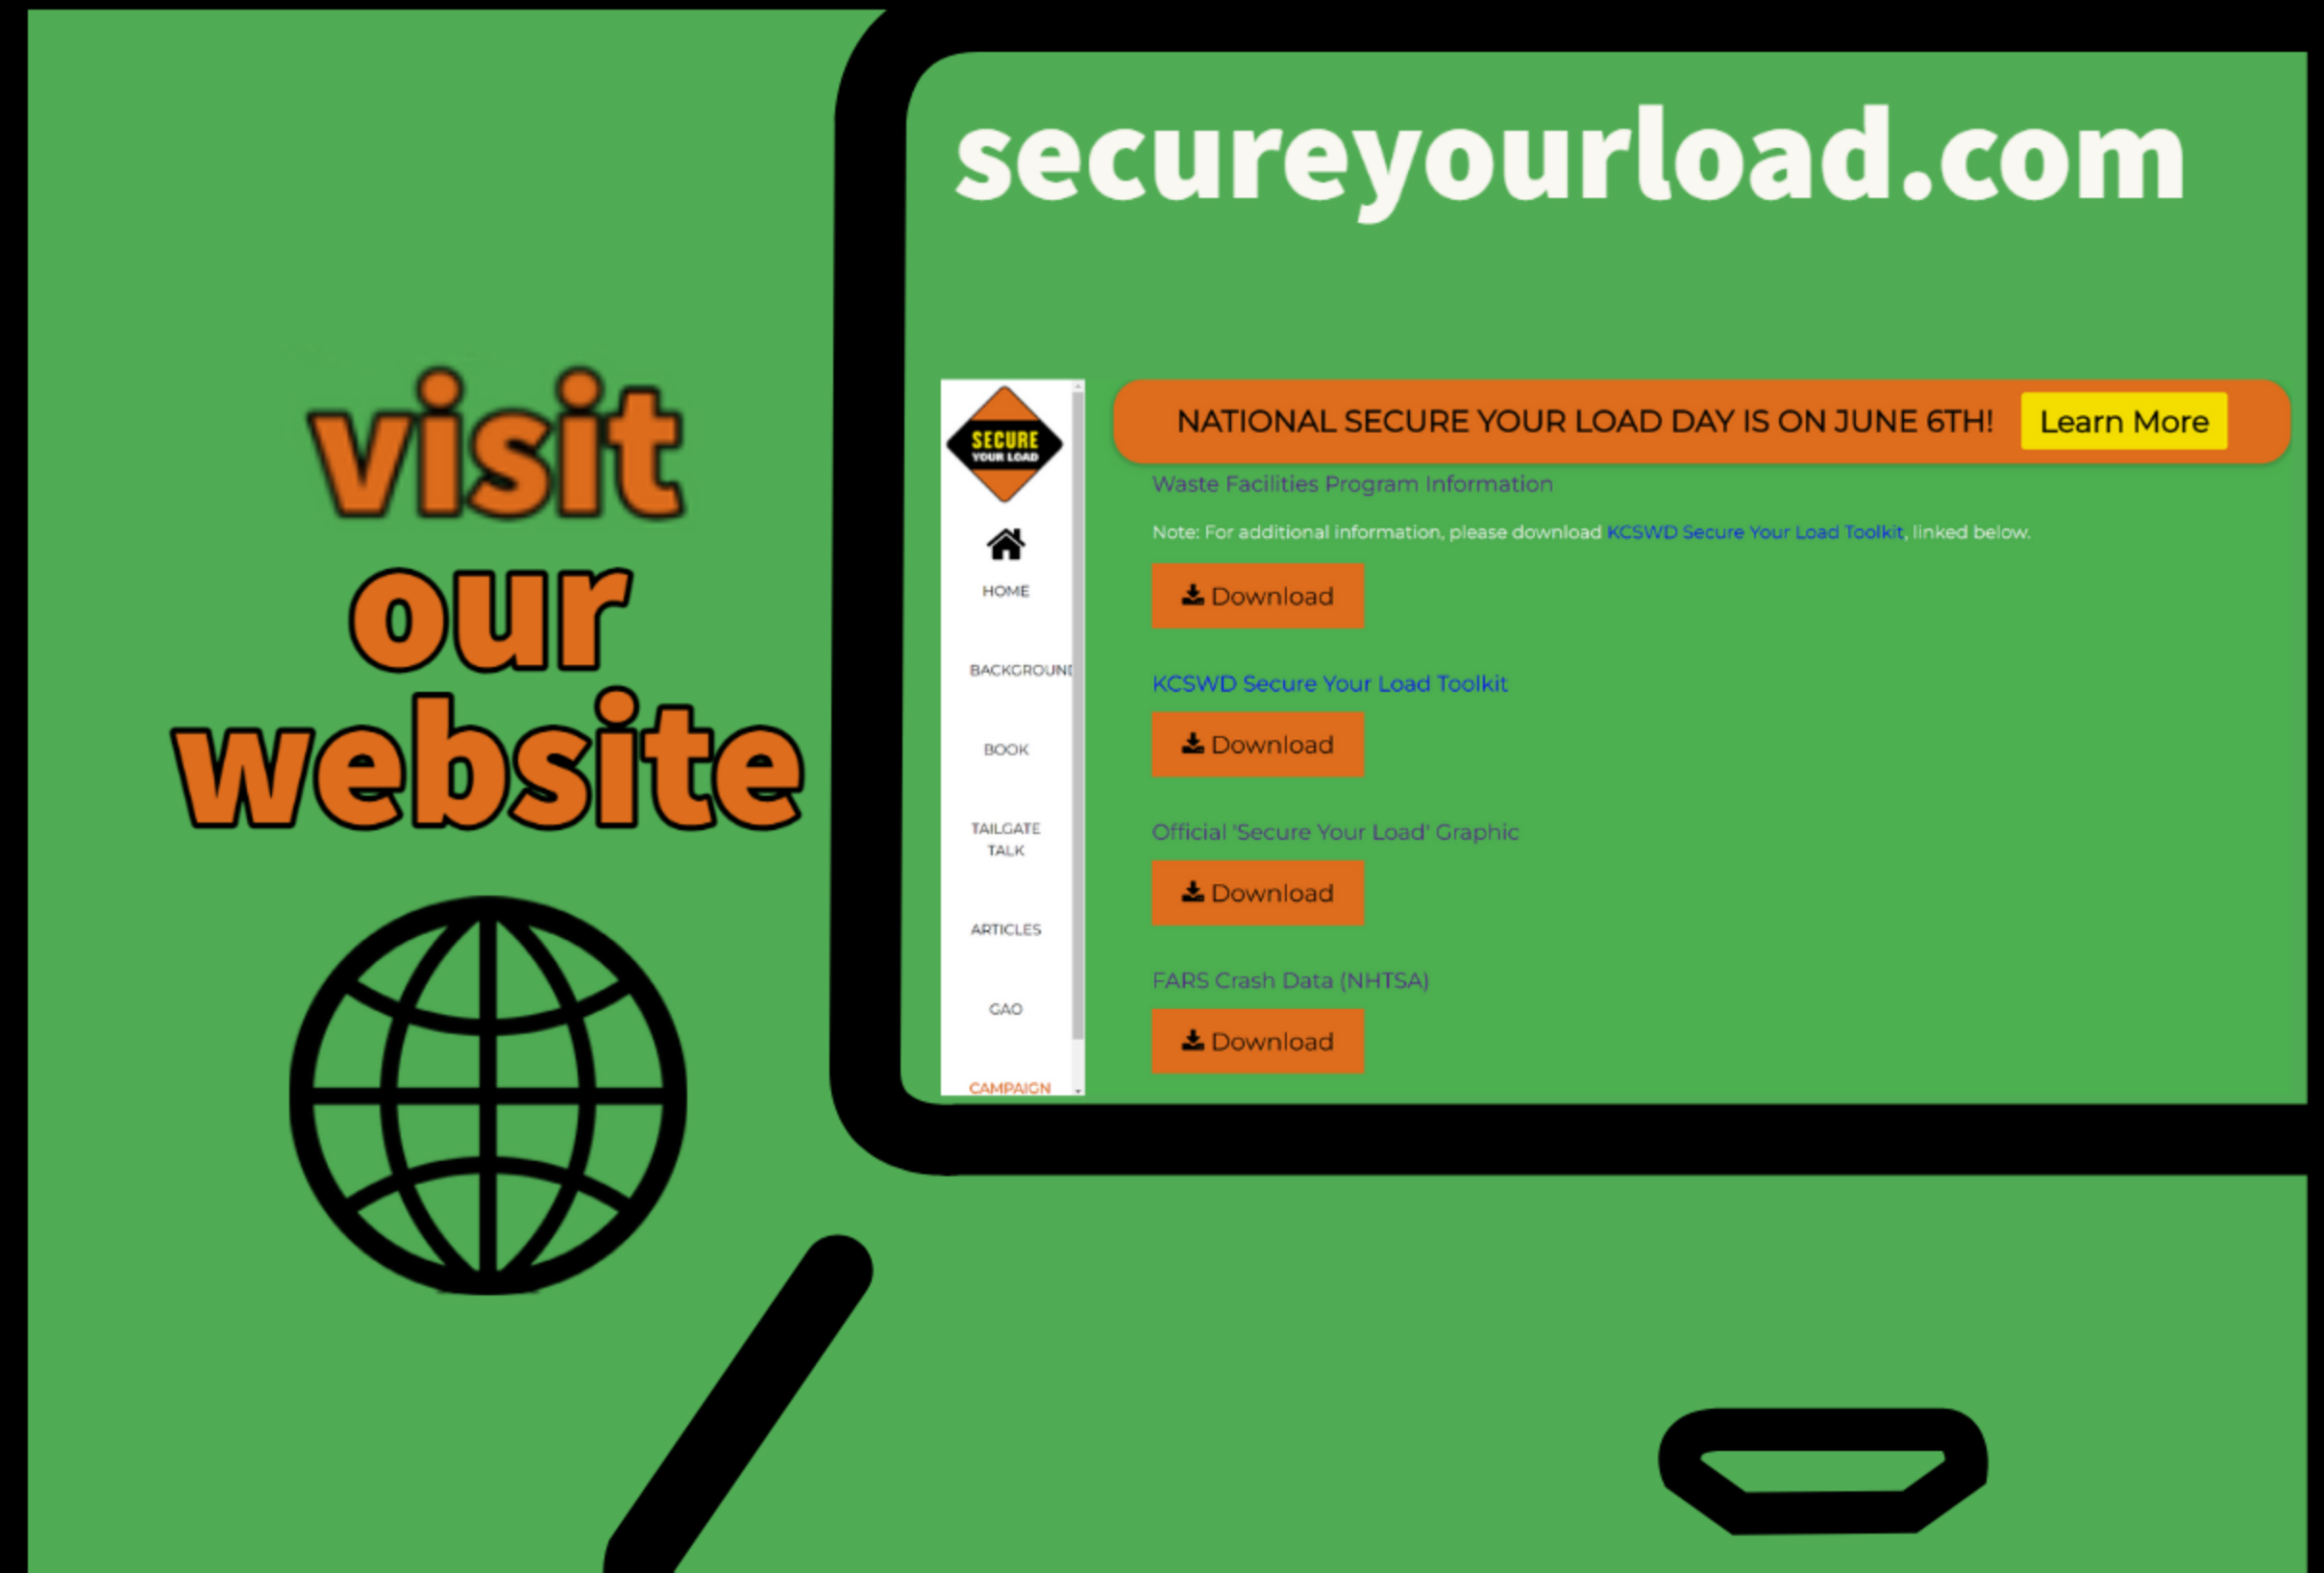 visit
our
website
secureyourload.com
SECURE
YOUR LOAD
HOME
BACKGROUND
BOOK
TAILGATE
TALK
ARTICLES
GAO
CAMPAIGN
NATIONAL SECURE YOUR LOAD DAY IS ON JUNE 6TH! Learn More
Waste Facilities Program Information
Note: For additional information, please download KCSWD Secure Your Load Toolkit, linked below.
Download
KCSWD Secure Your Load Toolkit
Download
Official 'Secure Your Load' Graphic
Download
FARS Crash Data (NHTSA)
Download